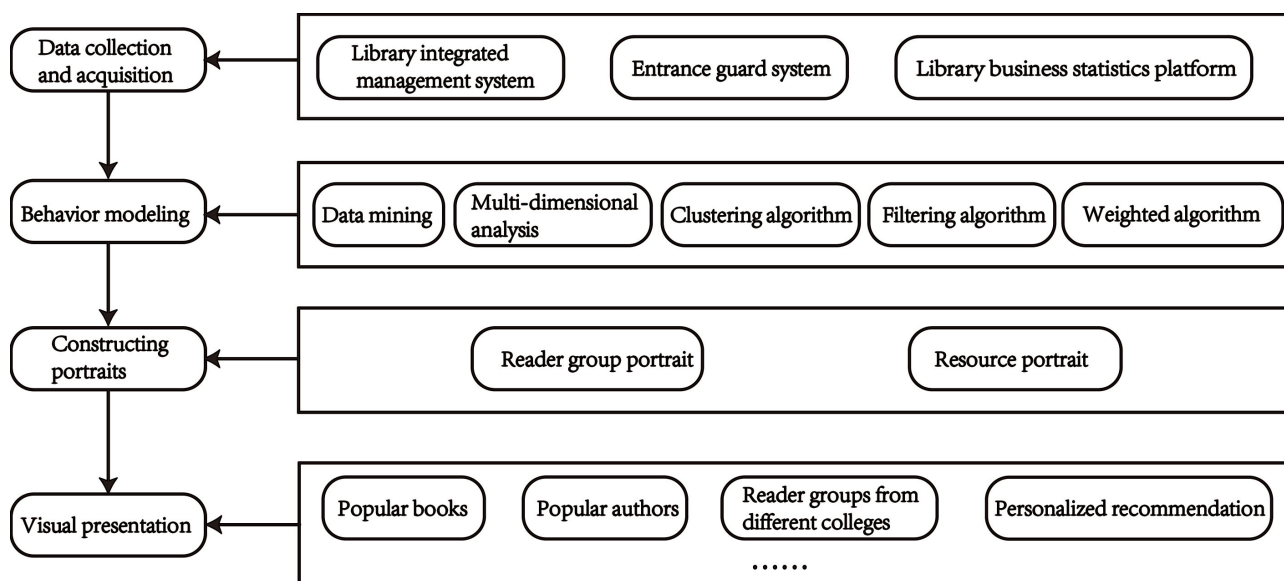 Data collection
and acquisition
Library integrated
management system
Entrance guard system
Library business statistics platform
Behavior modeling
Data mining
Multi-dimensional
analysis
Clustering algorithm
Filtering algorithm
Weighted algorithm
Constructing
portraits
Reader group portrait
Resource portrait
Visual presentation
Popular books
Popular authors
Reader groups from
different colleges
Personalized recommendation
......